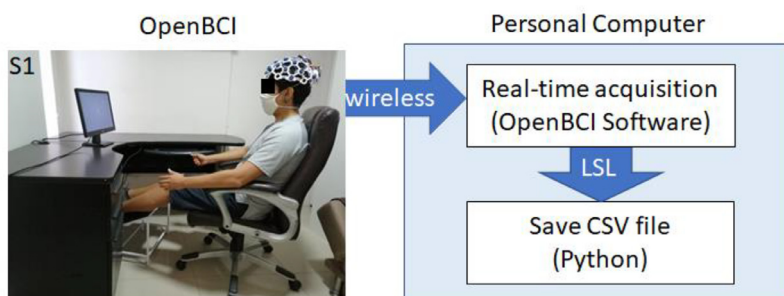 OpenBCI
Personal Computer
S1
wireless
Real-time acquisition
(OpenBCI Software)
LSL
Save CSV file
(Python)